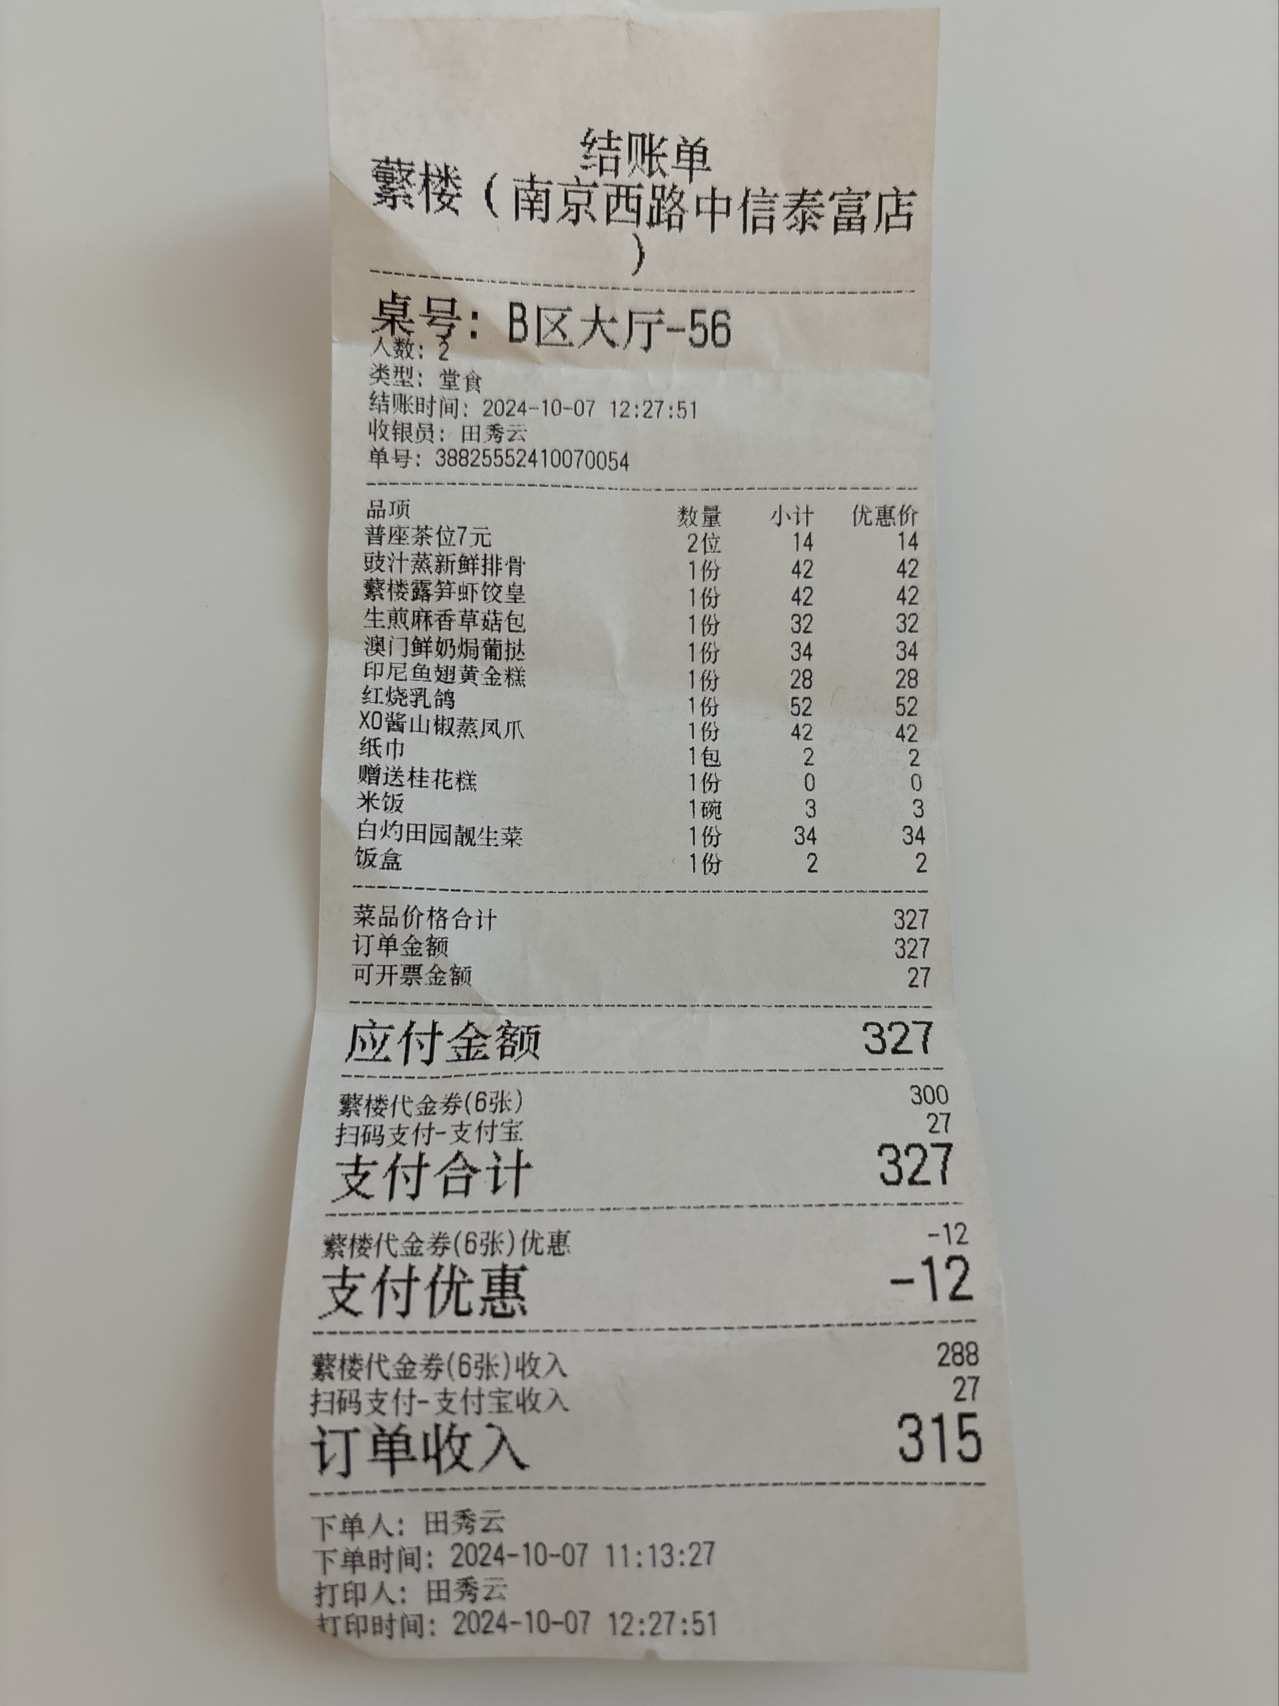 结账单
蘩楼（南京西路中信泰富店
）
桌号：B区大厅-56
人数：2
类型：堂食
结账时间：2024-10-07 12:27:51
收银员：田秀云
单号：38825552410070054
品项 数量 小计 优惠价
普座茶位7元 2位 14 14
豉汁蒸新鲜排骨 1份 42 42
蘩楼露笋虾饺皇 1份 42 42
生煎麻香草菇包 1份 32 32
澳门鲜奶焗葡挞 1份 34 34
印尼鱼翅黄金糕 1份 28 28
红烧乳鸽 1份 52 52
XO酱山椒蒸凤爪 1份 42 42
纸巾 1包 2 2
赠送桂花糕 1份 0 0
米饭 1碗 3 3
白灼田园靓生菜 1份 34 34
饭盒 1份 2 2
菜品价格合计 327
订单金额 327
可开票金额 27
应付金额 327
蘩楼代金券(6张) 300
扫码支付-支付宝 27
支付合计 327
蘩楼代金券(6张)优惠 -12
支付优惠 -12
蘩楼代金券(6张)收入 288
扫码支付-支付宝收入 27
订单收入 315
下单人：田秀云
下单时间：2024-10-07 11:13:27
打印人：田秀云
打印时间：2024-10-07 12:27:51